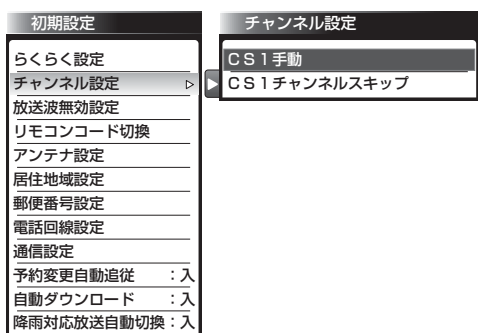 初期設定
らくらく設定
チャンネル設定
放送波無効設定
リモコンコード切換
アンテナ設定
居住地域設定
郵便番号設定
電話回線設定
通信設定
予約変更自動追従 ：入
自動ダウンロード ：入
降雨対応放送自動切換：入
チャンネル設定
ＣＳ１手動
ＣＳ１チャンネルスキップ